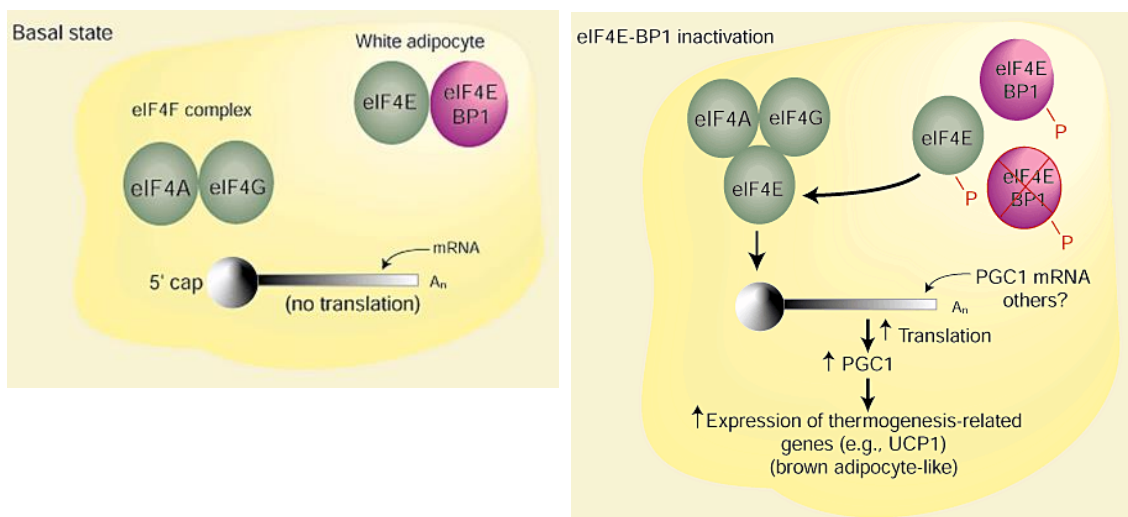 Basal state
White adipocyte
eIF4E
eIF4E
BP1
eIF4F complex
eIF4A
eIF4G
mRNA
5' cap
An
(no translation)
eIF4E-BP1 inactivation
eIF4E
BP1
P
eIF4A
eIF4G
eIF4E
P
eIF4E
BP1
P
eIF4E
PGC1 mRNA
others?
An
↑ Translation
↑ PGC1
↑Expression of thermogenesis-related
genes (e.g., UCP1)
(brown adipocyte-like)